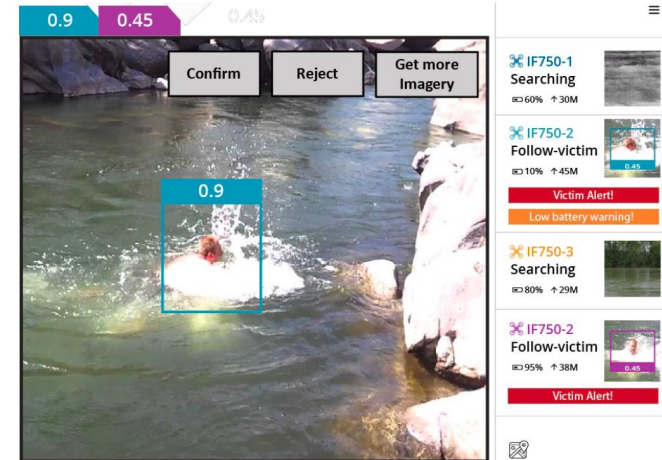 0.9
0.45
0.45
Confirm
Reject
Get more
Imagery
0.9
IF750-1
Searching
60% ↑30M
IF750-2
Follow-victim
10% ↑45M
0.45
Victim Alert!
Low battery warning!
IF750-3
Searching
80% ↑29M
IF750-2
Follow-victim
95% ↑38M
0.45
Victim Alert!